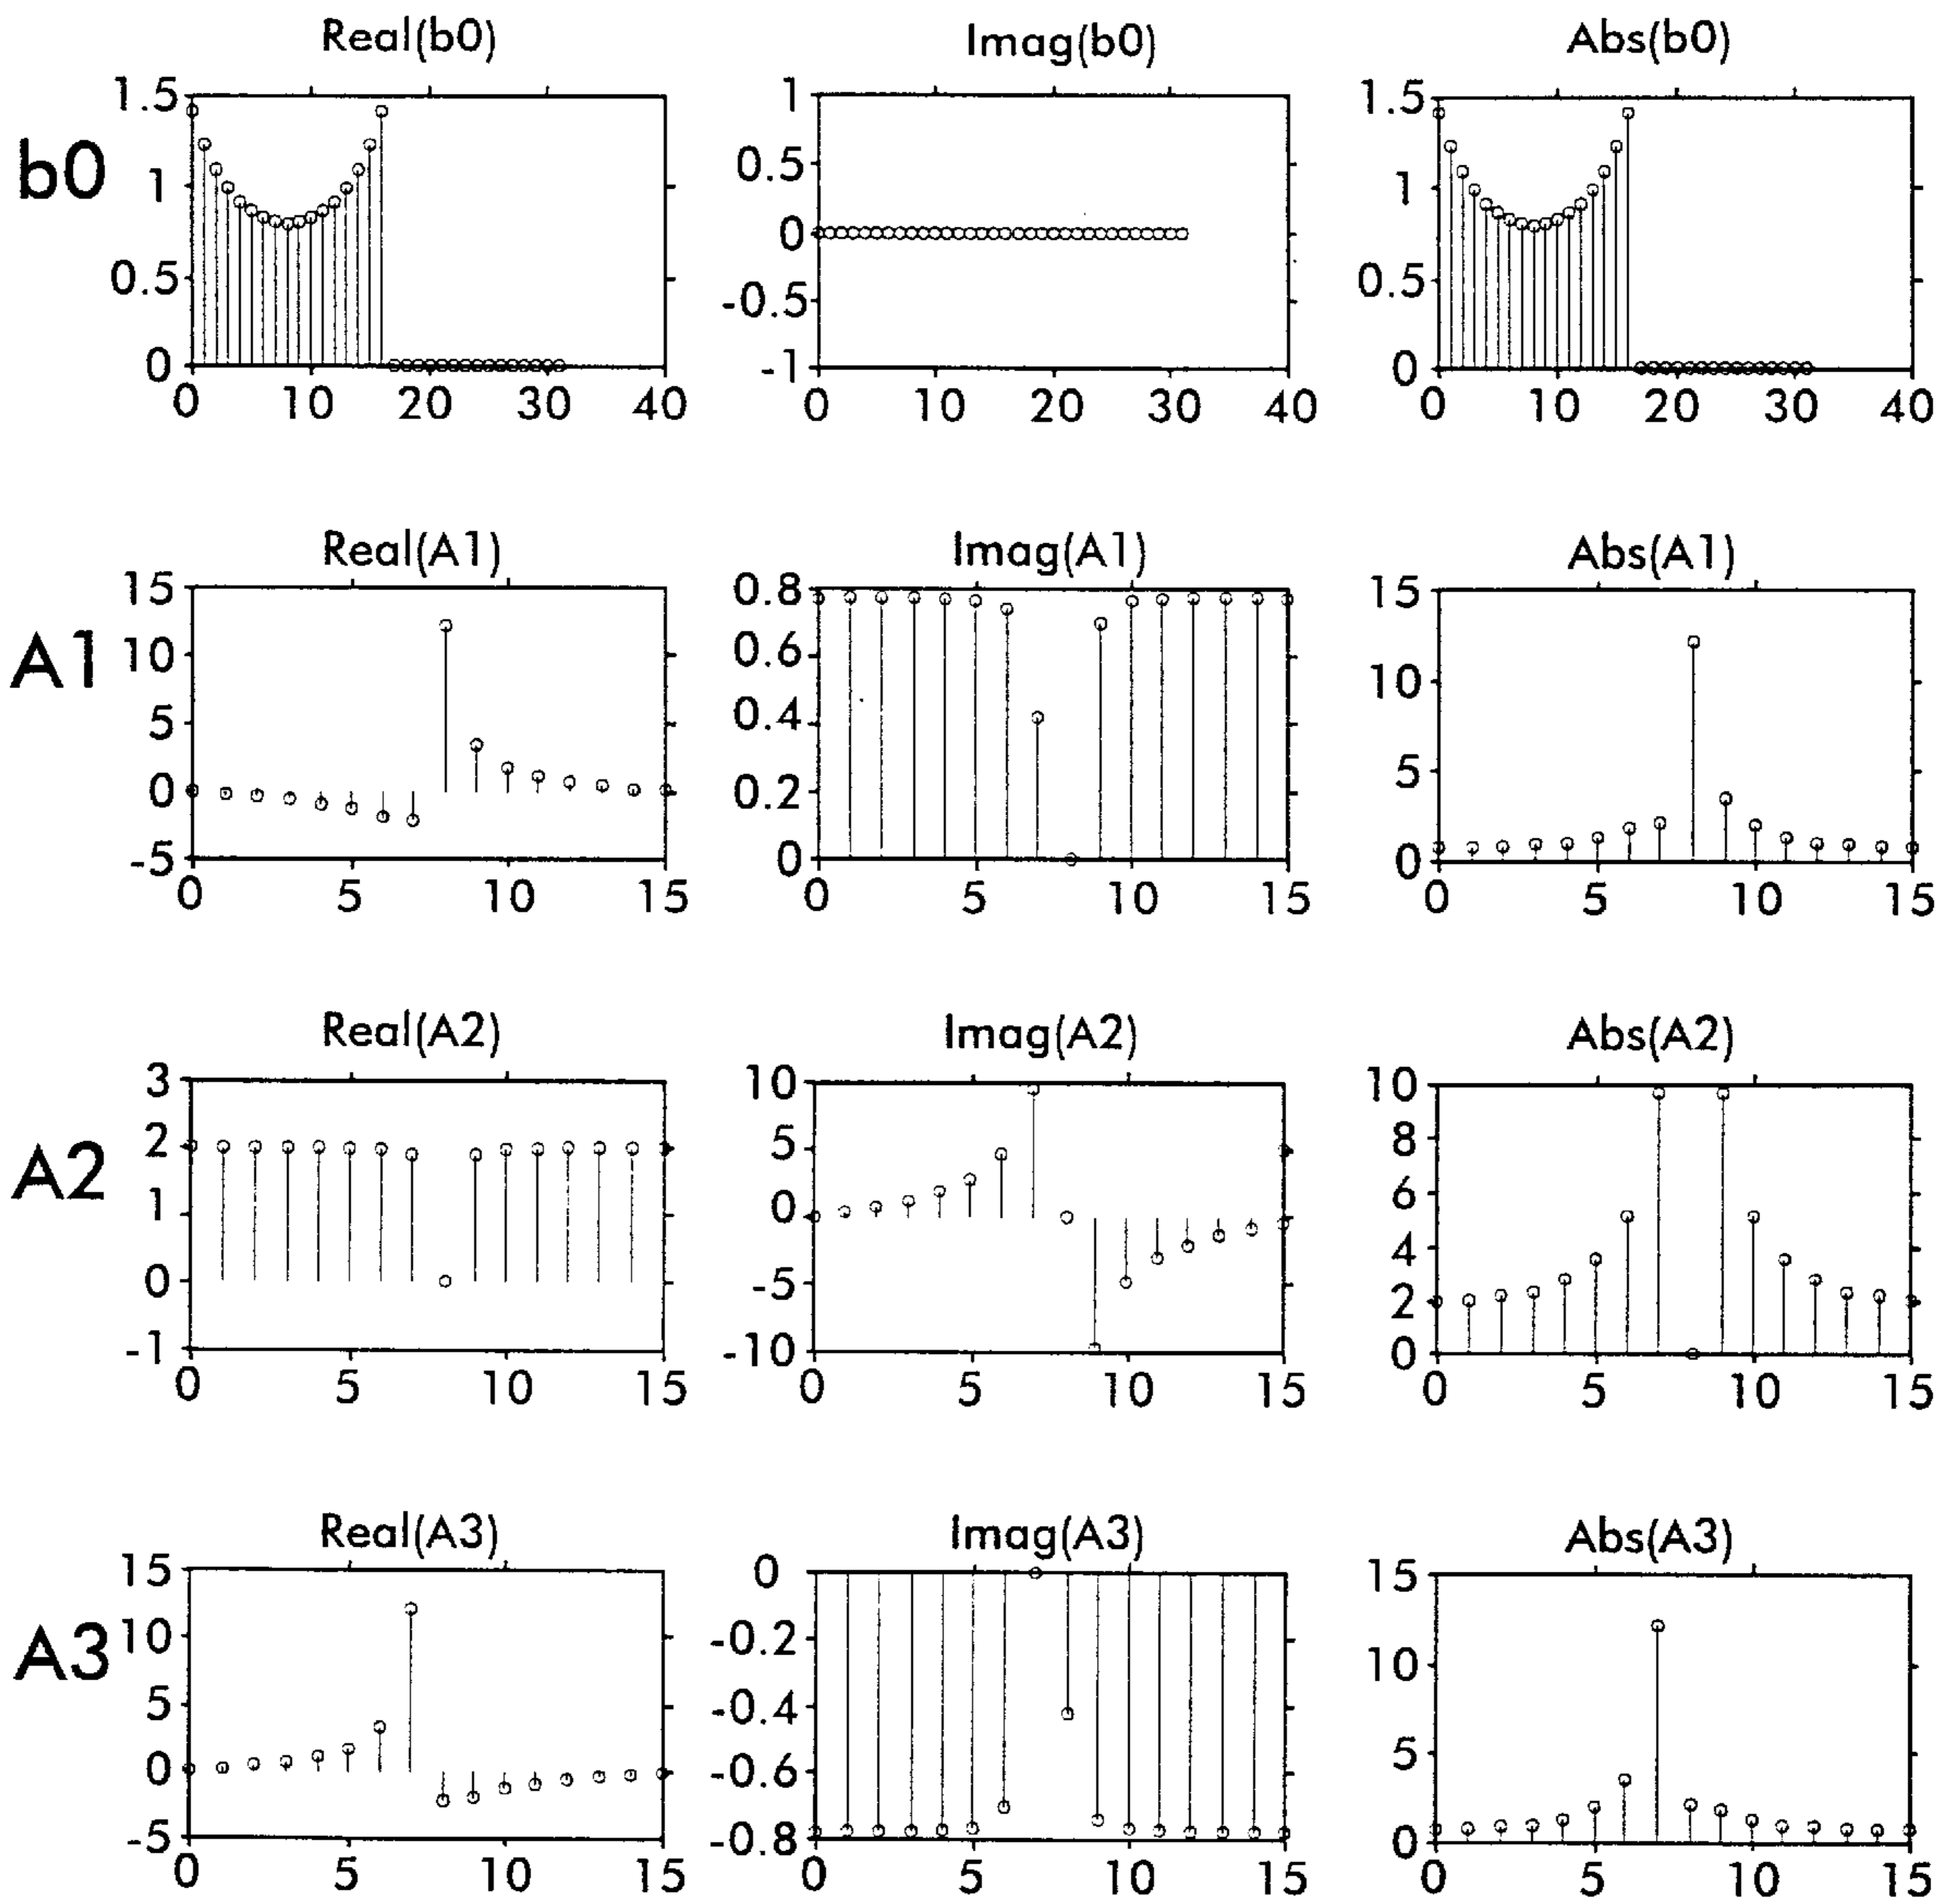 Real(b0) Imag(b0) Abs(b0)
b0
1.5
1
0.5
0
0 10 20 30 40
1
0.5
0
-0.5
-1
0 10 20 30 40
1.5
1
0.5
0
0 10 20 30 40
Real(A1) Imag(A1) Abs(A1)
A1
15
10
5
0
-5
0 5 10 15
0.8
0.6
0.4
0.2
0
0 5 10 15
15
10
5
0
0 5 10 15
Real(A2) Imag(A2) Abs(A2)
A2
3
2
1
0
-1
0 5 10 15
10
5
0
-5
-10
0 5 10 15
10
8
6
4
2
0
0 5 10 15
Real(A3) Imag(A3) Abs(A3)
A3
15
10
5
0
-5
0 5 10 15
0
-0.2
-0.4
-0.6
-0.8
0 5 10 15
15
10
5
0
0 5 10 15